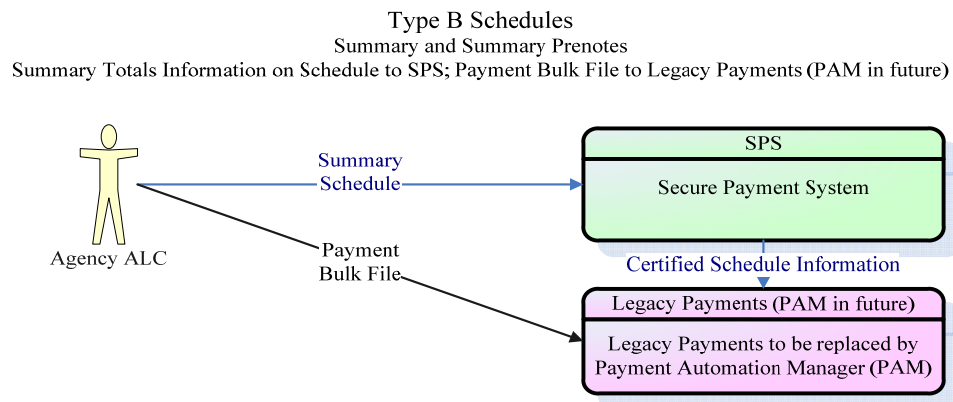 Type B Schedules
Summary and Summary Prenotes
Summary Totals Information on Schedule to SPS; Payment Bulk File to Legacy Payments (PAM in future)
Summary
Schedule
SPS
Secure Payment System
Agency ALC
Payment
Bulk File
Certified Schedule Information
Legacy Payments (PAM in future)
Legacy Payments to be replaced by
Payment Automation Manager (PAM)